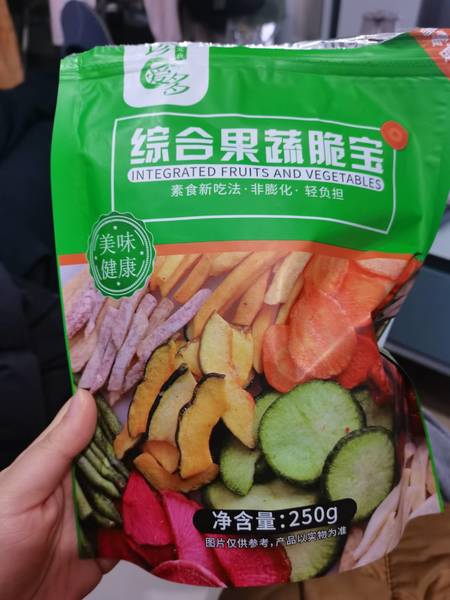 爱多
综合果蔬脆宝
INTEGRATED FRUITS AND VEGETABLES
素食新吃法·非膨化·轻负担
美味
健康
净含量:250g
图片仅供参考,产品以实物为准